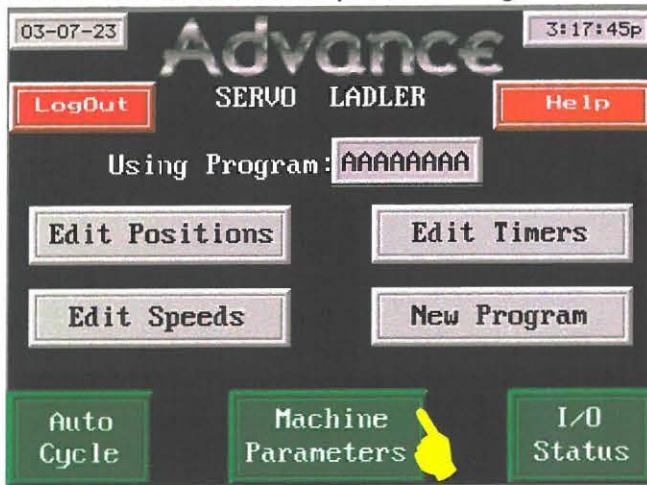 03-07-23
Advance
3:17:45p
LogOut
SERVO LADLER
Help
Using Program: AAAAAAAA
Edit Positions
Edit Timers
Edit Speeds
New Program
Auto
Cycle
Machine
Parameters
I/O
Status